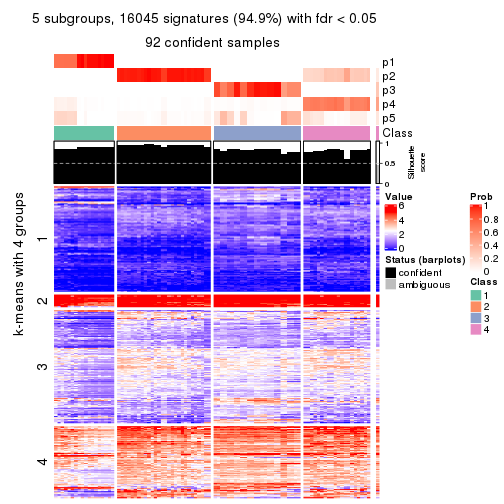 5 subgroups, 16045 signatures (94.9%) with fdr < 0.05
92 confident samples
p1
p2
p3
p4
p5
Class
1
0.5
0
Silhouette
score
k-means with 4 groups
1
2
3
4
Value
6
4
2
0
Status (barplots)
confident
ambiguous
Prob
1
0.8
0.6
0.4
0.2
0
Class
1
2
3
4